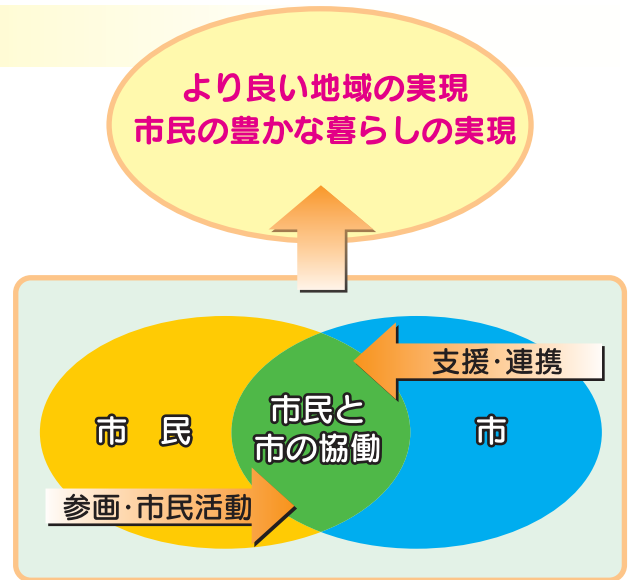 より良い地域の実現
市民の豊かな暮らしの実現
支援・連携
市民と
市の協働
市　民
市
参画・市民活動